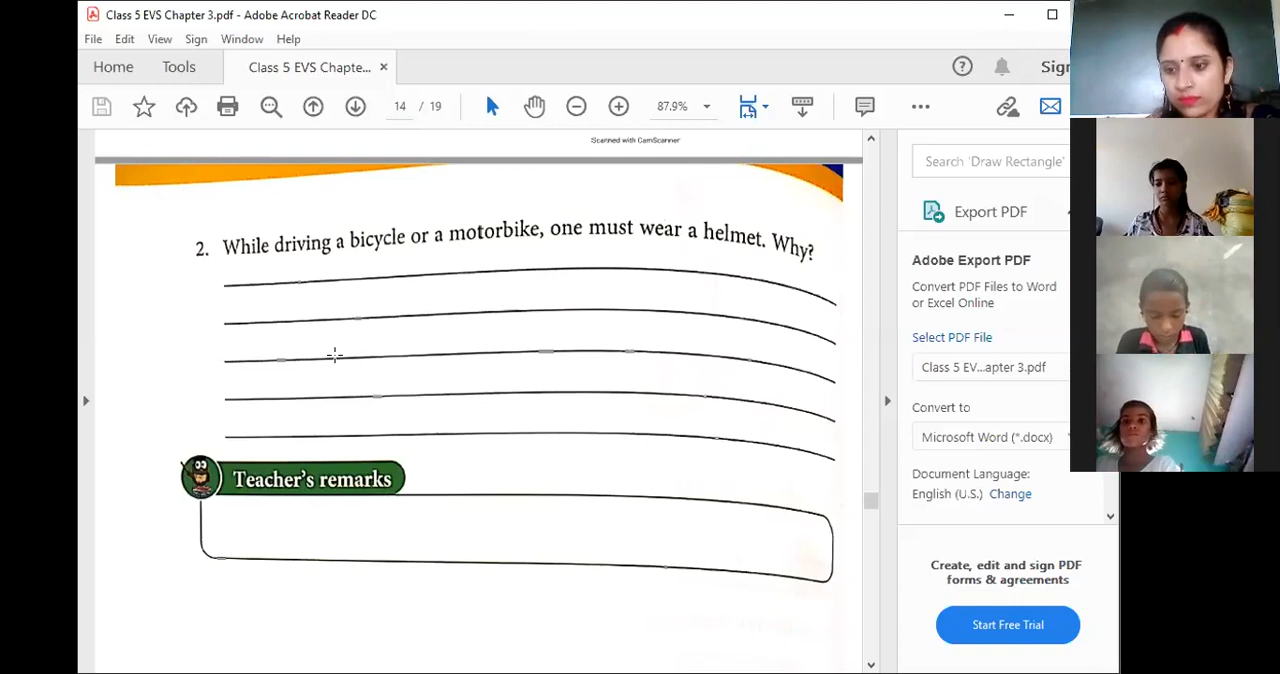 Class 5 EVS Chapter 3.pdf - Adobe Acrobat Reader DC
File Edit View Sign Window Help
Home Tools Class 5 EVS Chapte...
14 / 19 87.9%
Scanned with CamScanner
2. While driving a bicycle or a motorbike, one must wear a helmet. Why?
Teacher's remarks
Search 'Draw Rectangle'
Export PDF
Adobe Export PDF
Convert PDF Files to Word
or Excel Online
Select PDF File
Class 5 EV...apter 3.pdf
Convert to
Microsoft Word (*.docx)
Document Language:
English (U.S.) Change
Create, edit and sign PDF
forms & agreements
Start Free Trial